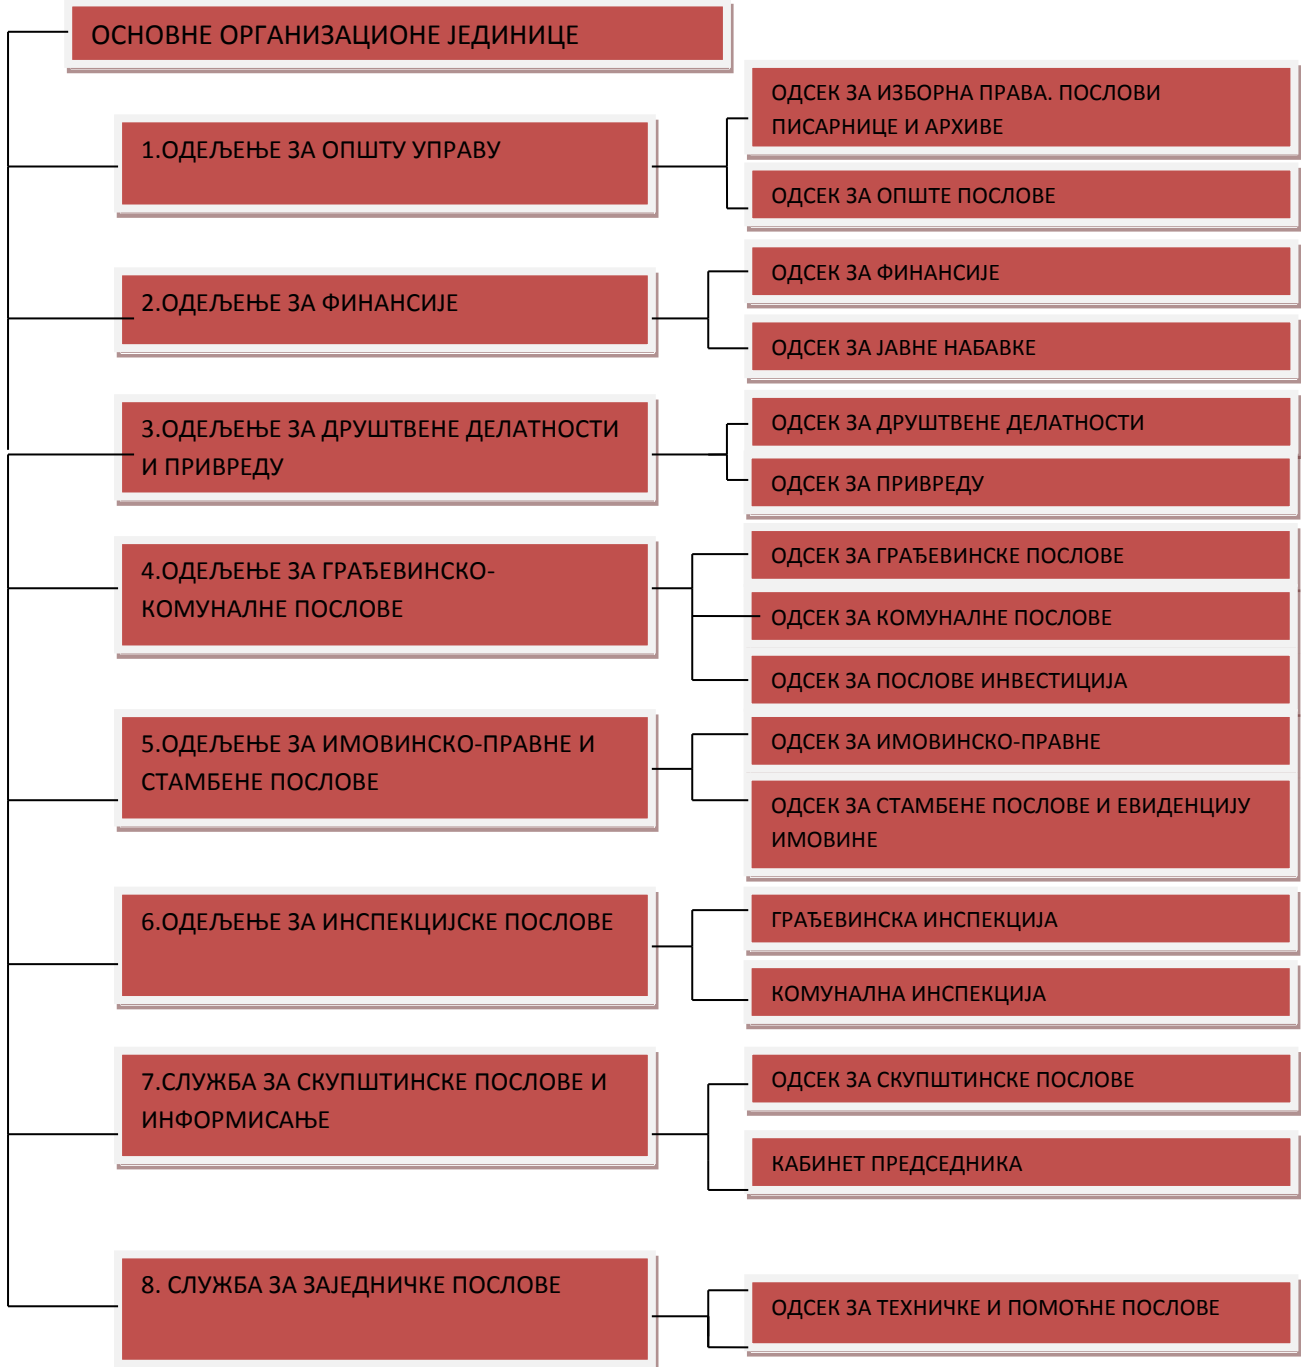 ОСНОВНЕ ОРГАНИЗАЦИОНЕ ЈЕДИНИЦЕ
1.ОДЕЉЕЊЕ ЗА ОПШТУ УПРАВУ
ОДСЕК ЗА ИЗБОРНА ПРАВА. ПОСЛОВИ
ПИСАРНИЦЕ И АРХИВЕ
ОДСЕК ЗА ОПШТЕ ПОСЛОВЕ
2.ОДЕЉЕЊЕ ЗА ФИНАНСИЈЕ
ОДСЕК ЗА ФИНАНСИЈЕ
ОДСЕК ЗА ЈАВНЕ НАБАВКЕ
3.ОДЕЉЕЊЕ ЗА ДРУШТВЕНЕ ДЕЛАТНОСТИ
И ПРИВРЕДУ
ОДСЕК ЗА ДРУШТВЕНЕ ДЕЛАТНОСТИ
ОДСЕК ЗА ПРИВРЕДУ
4.ОДЕЉЕЊЕ ЗА ГРАЂЕВИНСКО-
КОМУНАЛНЕ ПОСЛОВЕ
ОДСЕК ЗА ГРАЂЕВИНСКЕ ПОСЛОВЕ
ОДСЕК ЗА КОМУНАЛНЕ ПОСЛОВЕ
ОДСЕК ЗА ПОСЛОВЕ ИНВЕСТИЦИЈА
5.ОДЕЉЕЊЕ ЗА ИМОВИНСКО-ПРАВНЕ И
СТАМБЕНЕ ПОСЛОВЕ
ОДСЕК ЗА ИМОВИНСКО-ПРАВНЕ
ОДСЕК ЗА СТАМБЕНЕ ПОСЛОВЕ И ЕВИДЕНЦИЈУ
ИМОВИНЕ
6.ОДЕЉЕЊЕ ЗА ИНСПЕКЦИЈСКЕ ПОСЛОВЕ
ГРАЂЕВИНСКА ИНСПЕКЦИЈА
КОМУНАЛНА ИНСПЕКЦИЈА
7.СЛУЖБА ЗА СКУПШТИНСКЕ ПОСЛОВЕ И
ИНФОРМИСАЊЕ
ОДСЕК ЗА СКУПШТИНСКЕ ПОСЛОВЕ
КАБИНЕТ ПРЕДСЕДНИКА
8. СЛУЖБА ЗА ЗАЈЕДНИЧКЕ ПОСЛОВЕ
ОДСЕК ЗА ТЕХНИЧКЕ И ПОМОЋНЕ ПОСЛОВЕ